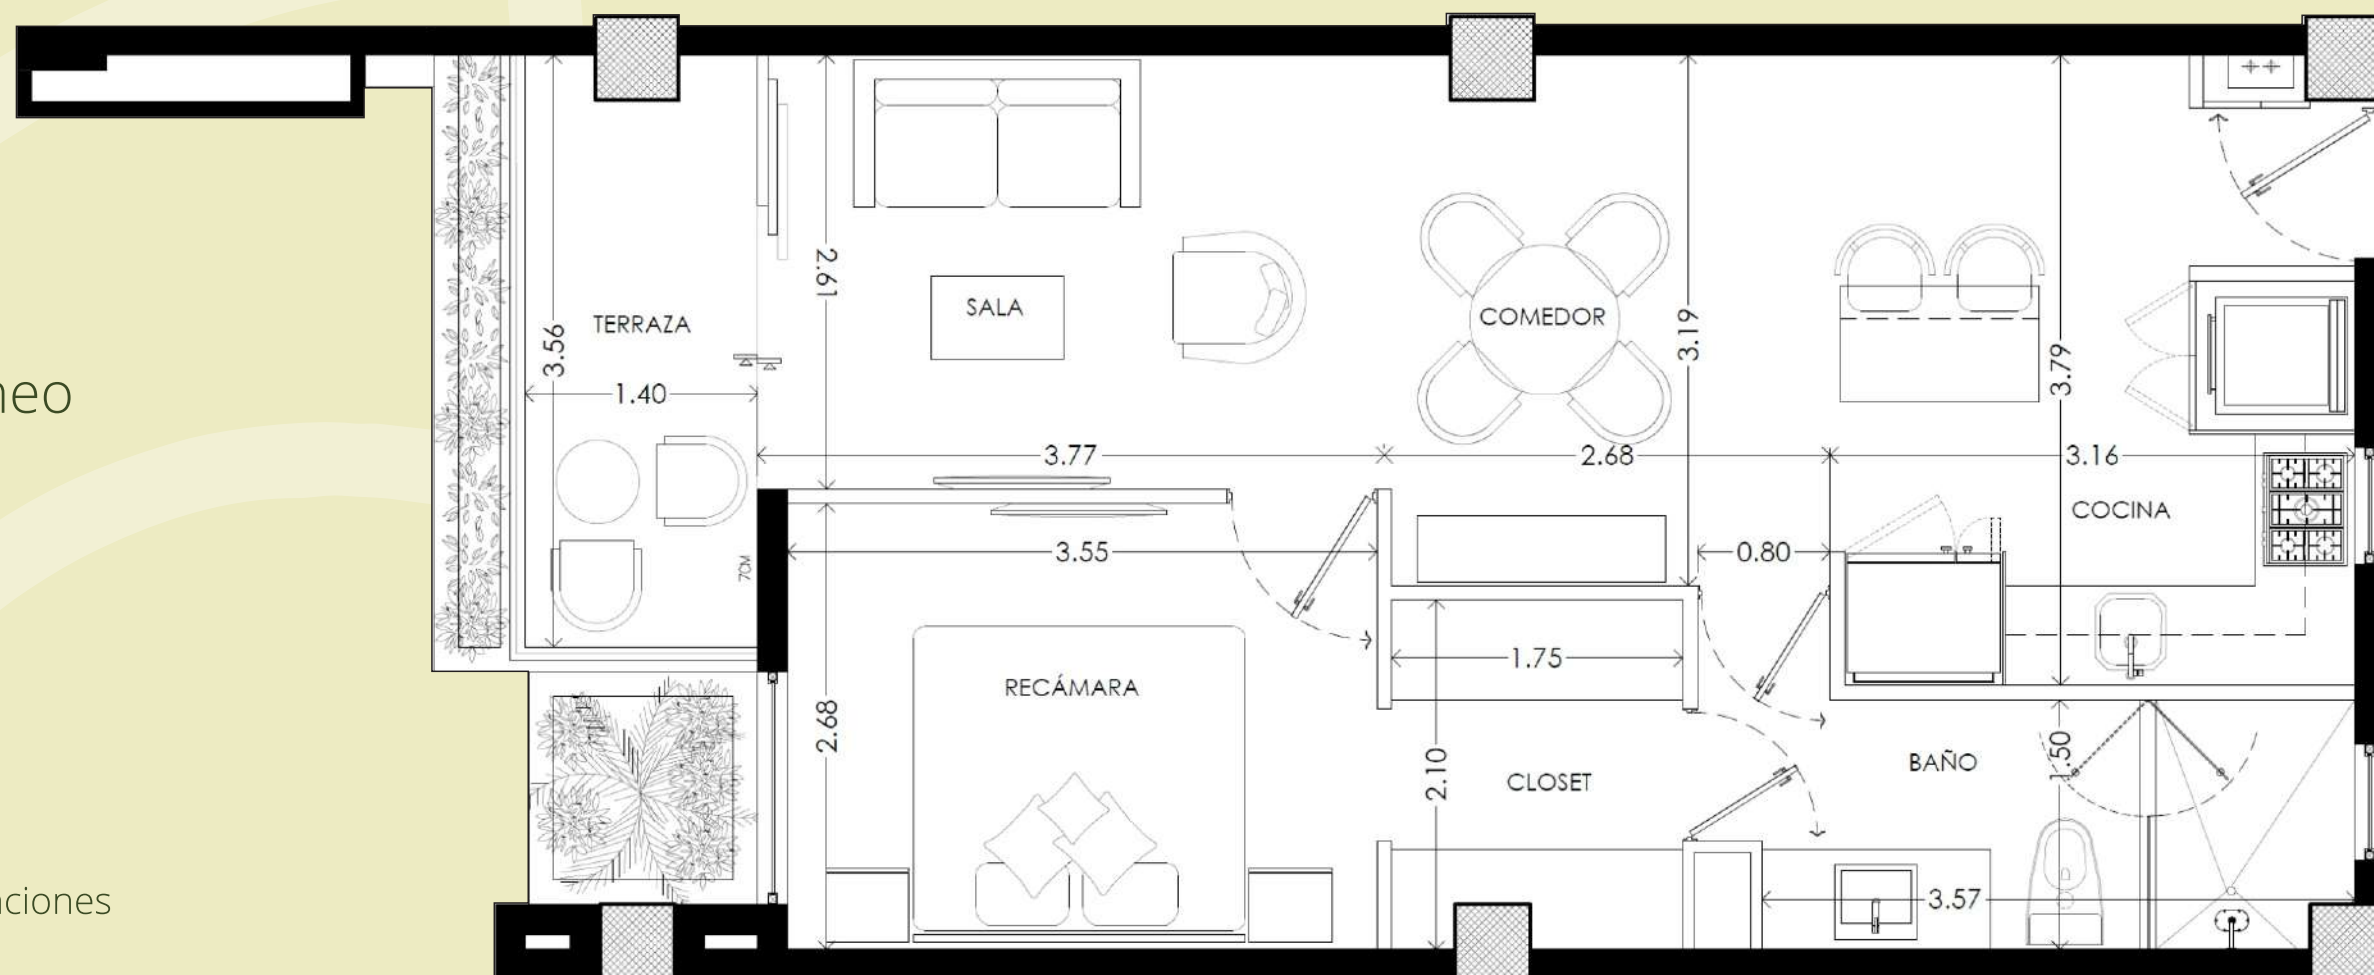 neo
aciones
TERRAZA
3.56
1.40
7CM
2.61
SALA
COMEDOR
3.19
3.79
3.77
2.68
3.16
COCINA
3.55
0.80
RECÁMARA
2.68
1.75
2.10
CLOSET
BAÑO
1.50
3.57